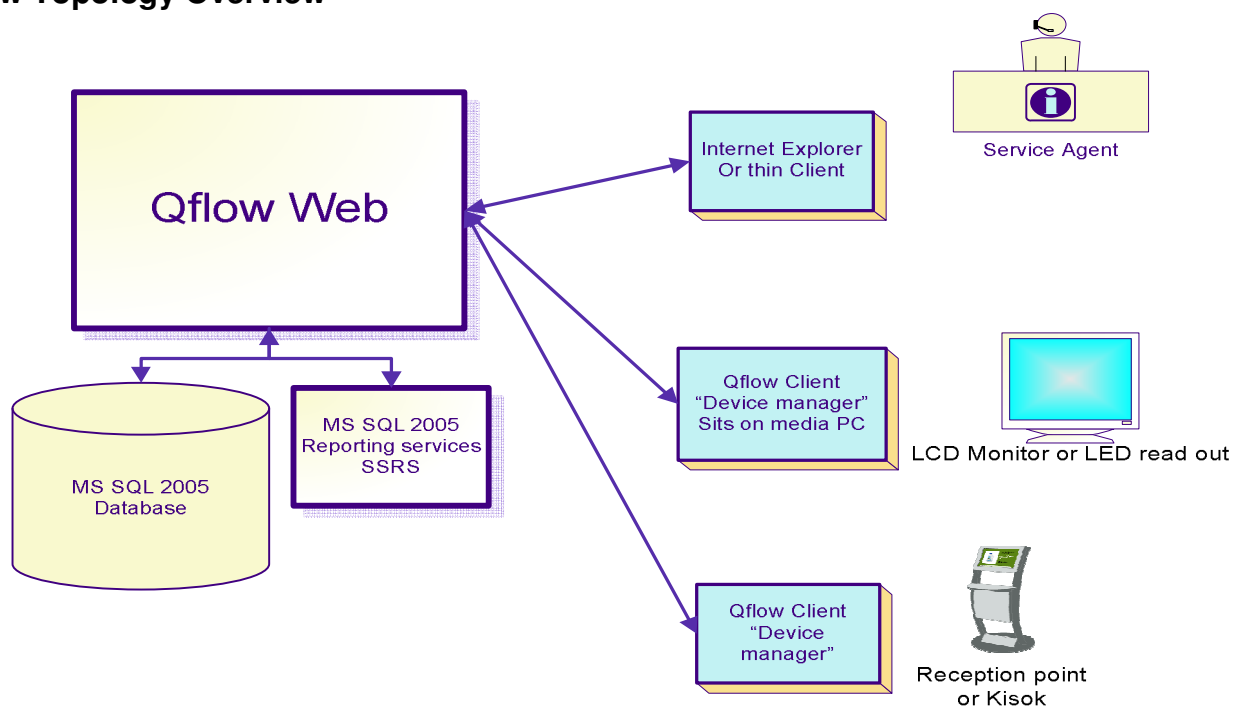 w Topology Overview
Qflow Web
Internet Explorer
Or thin Client
Service Agent
Qflow Client
“Device manager”
Sits on media PC
LCD Monitor or LED read out
MS SQL 2005
Reporting services
SSRS
MS SQL 2005
Database
Qflow Client
“Device
manager”
Reception point
or Kisok